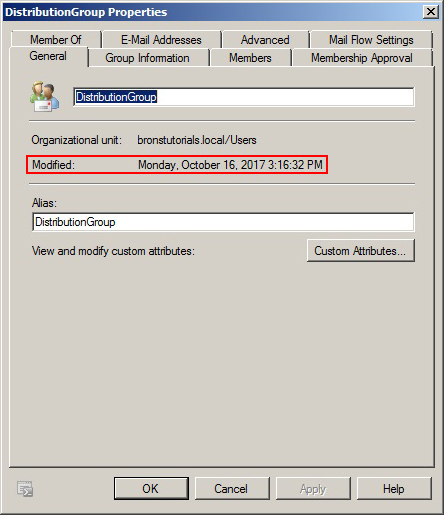 DistributionGroup Properties
Member Of E-Mail Addresses Advanced Mail Flow Settings
General Group Information Members Membership Approval
DistributionGroup
Organizational unit: bronstutorials.local/Users
Modified: Monday, October 16, 2017 3:16:32 PM
Alias:
DistributionGroup
View and modify custom attributes: Custom Attributes...
OK Cancel Apply Help